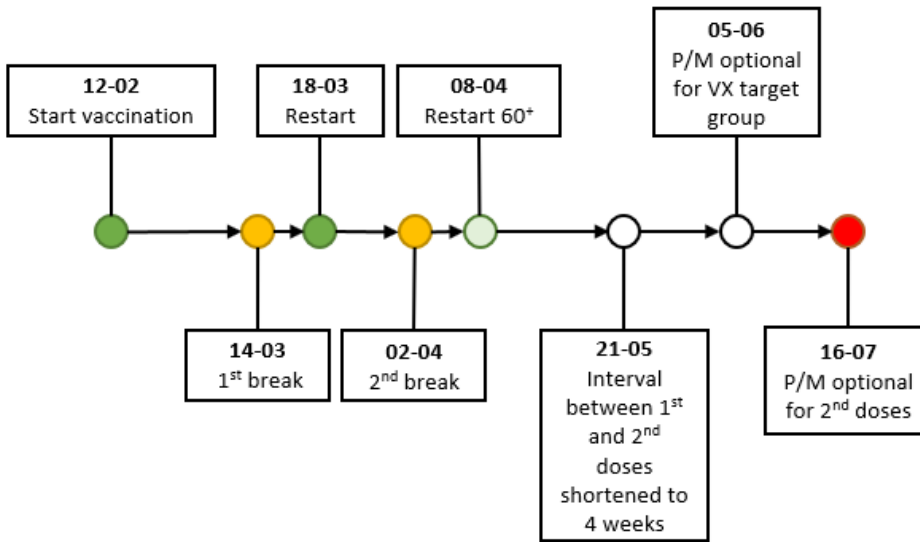 12-02
Start vaccination
14-03
1st break
18-03
Restart
02-04
2nd break
08-04
Restart 60+
21-05
Interval
between 1st
and 2nd
doses
shortened to
4 weeks
05-06
P/M optional
for VX target
group
16-07
P/M optional
for 2nd doses